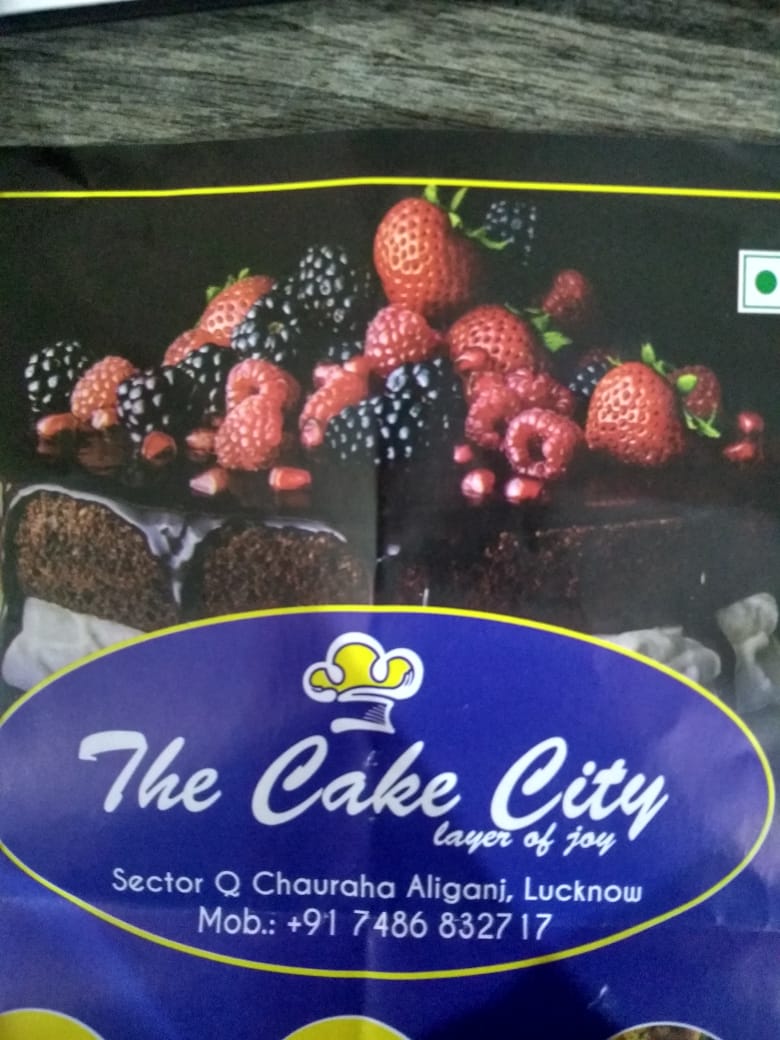 The Cake City
layer of joy
Sector Q Chauraha Aliganj, Lucknow
Mob.: +91 7486 832717